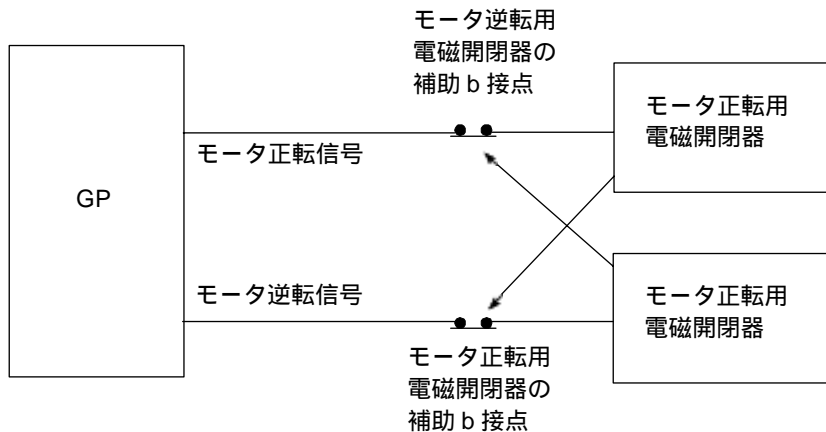 モータ逆転用
電磁開閉器の
補助 b 接点
モータ正転用
電磁開閉器
モータ正転信号
GP
モータ逆転信号
モータ正転用
電磁開閉器
モータ正転用
電磁開閉器の
補助 b 接点